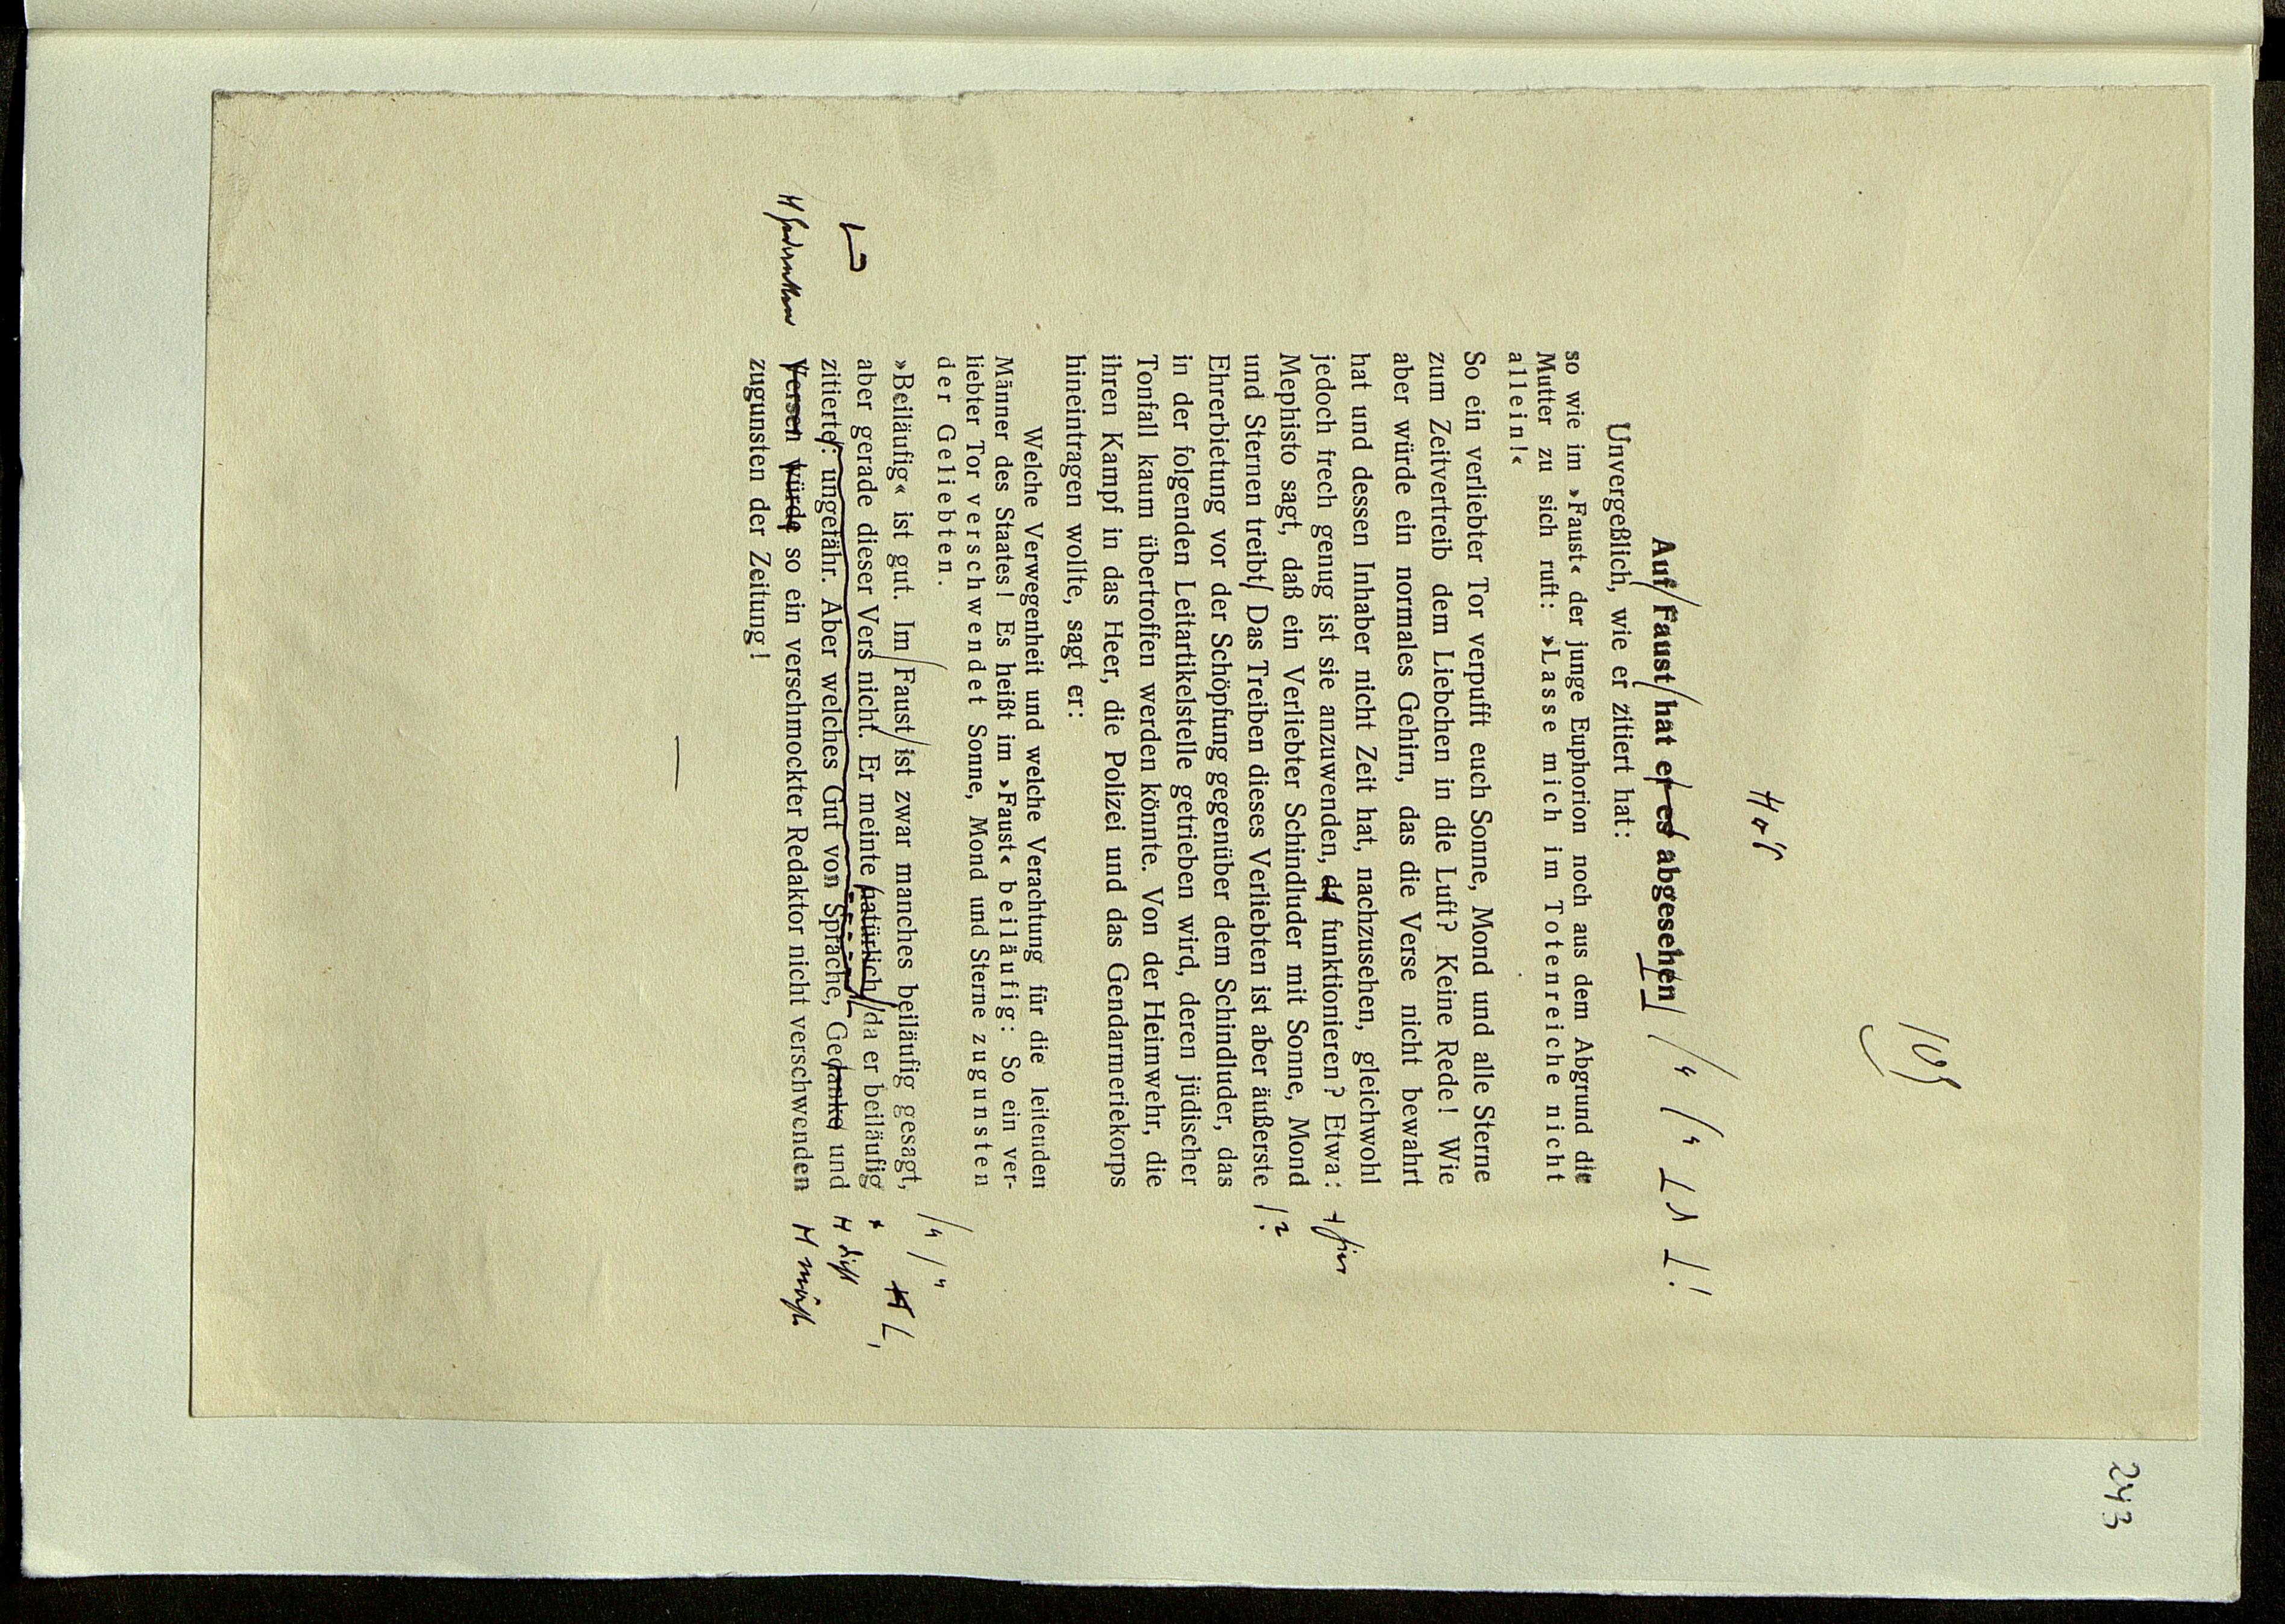 243
109
Auf Faust hat er es abgesehen
Unvergeßlich, wie er zitiert hat:
so wie im »Faust« der junge Euphorion noch aus dem Abgrund die
Mutter zu sich ruft: »Lasse mich im Totenreiche nicht
allein!«
So ein verliebter Tor verpufft euch Sonne, Mond und alle Sterne
zum Zeitvertreib dem Liebchen in die Luft? Keine Rede! Wie
aber würde ein normales Gehirn, das die Verse nicht bewahrt
hat und dessen Inhaber nicht Zeit hat, nachzusehen, gleichwohl
jedoch frech genug ist sie anzuwenden, da funktionieren? Etwa:
Mephisto sagt, daß ein Verliebter Schindluder mit Sonne, Mond
und Sternen treibt Das Treiben dieses Verliebten ist aber äußerste !?
Ehrerbietung vor der Schöpfung gegenüber dem Schindluder, das
in der folgenden Leitartikelstelle getrieben wird, deren jüdischer
Tonfall kaum übertroffen werden könnte. Von der Heimwehr, die
ihren Kampf in das Heer, die Polizei und das Gendarmeriekorps
hineintragen wollte, sagt er:
Welche Verwegenheit und welche Verachtung für die leitenden
Männer des Staates! Es heißt im »Faust« beiläufig: So ein ver-
liebter Tor verschwendet Sonne, Mond und Sterne zugunsten
der Geliebten.
»Beiläufig« ist gut. Im Faust ist zwar manches beiläufig gesagt,
aber gerade dieser Vers nicht. Er meinte natürlich da er beiläufig
zitierte: ungefähr. Aber welches Gut von Sprache, Gedanke und
Versen würde so ein verschmockter Redaktor nicht verschwenden
zugunsten der Zeitung!